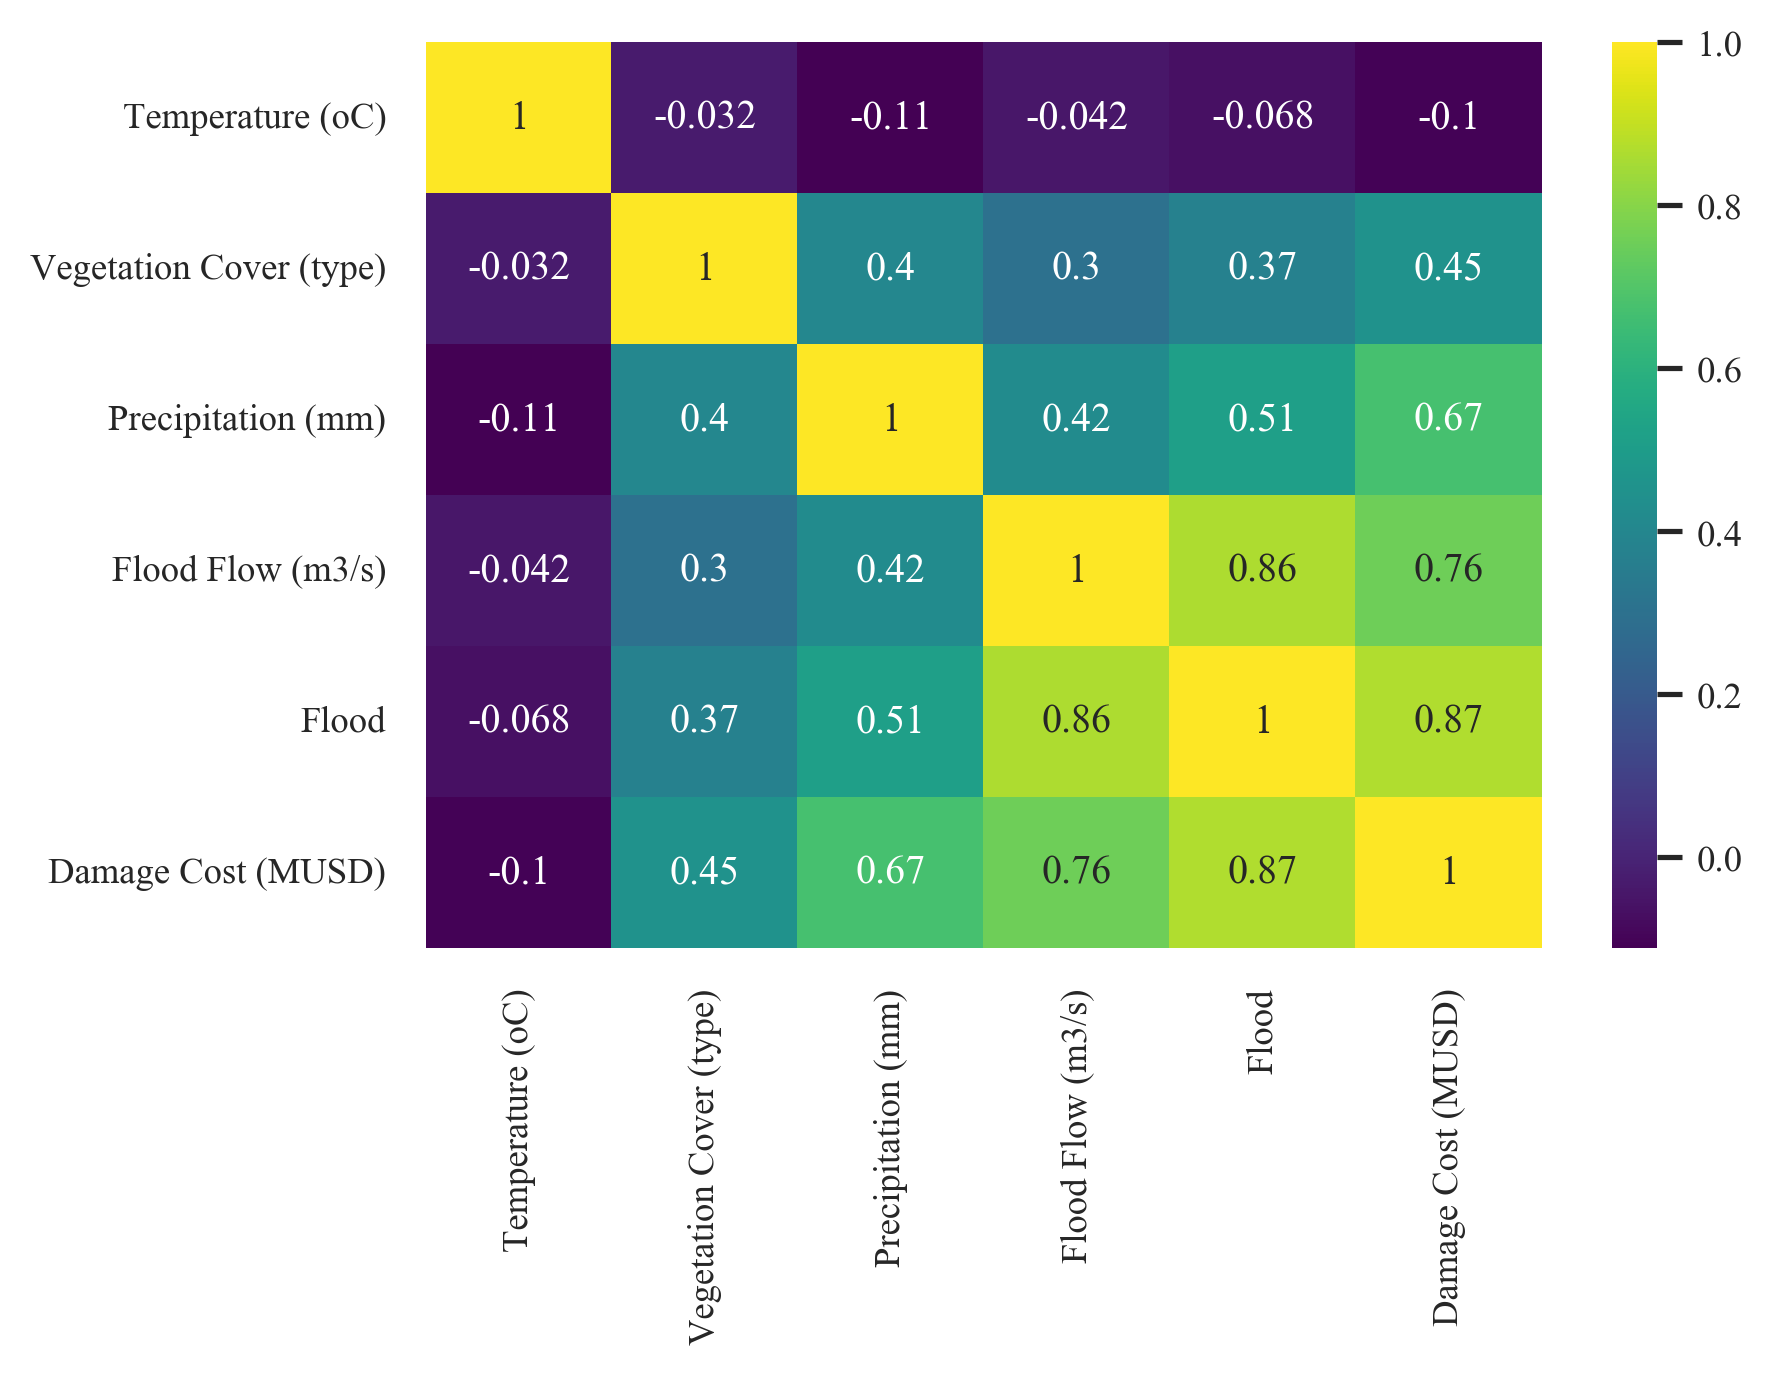 Temperature (oC) 1 -0.032 -0.11 -0.042 -0.068 -0.1
Vegetation Cover (type) -0.032 1 0.4 0.3 0.37 0.45
Precipitation (mm) -0.11 0.4 1 0.42 0.51 0.67
Flood Flow (m3/s) -0.042 0.3 0.42 1 0.86 0.76
Flood -0.068 0.37 0.51 0.86 1 0.87
Damage Cost (MUSD) -0.1 0.45 0.67 0.76 0.87 1
Temperature (oC)
Vegetation Cover (type)
Precipitation (mm)
Flood Flow (m3/s)
Flood
Damage Cost (MUSD)
1.0
0.8
0.6
0.4
0.2
0.0